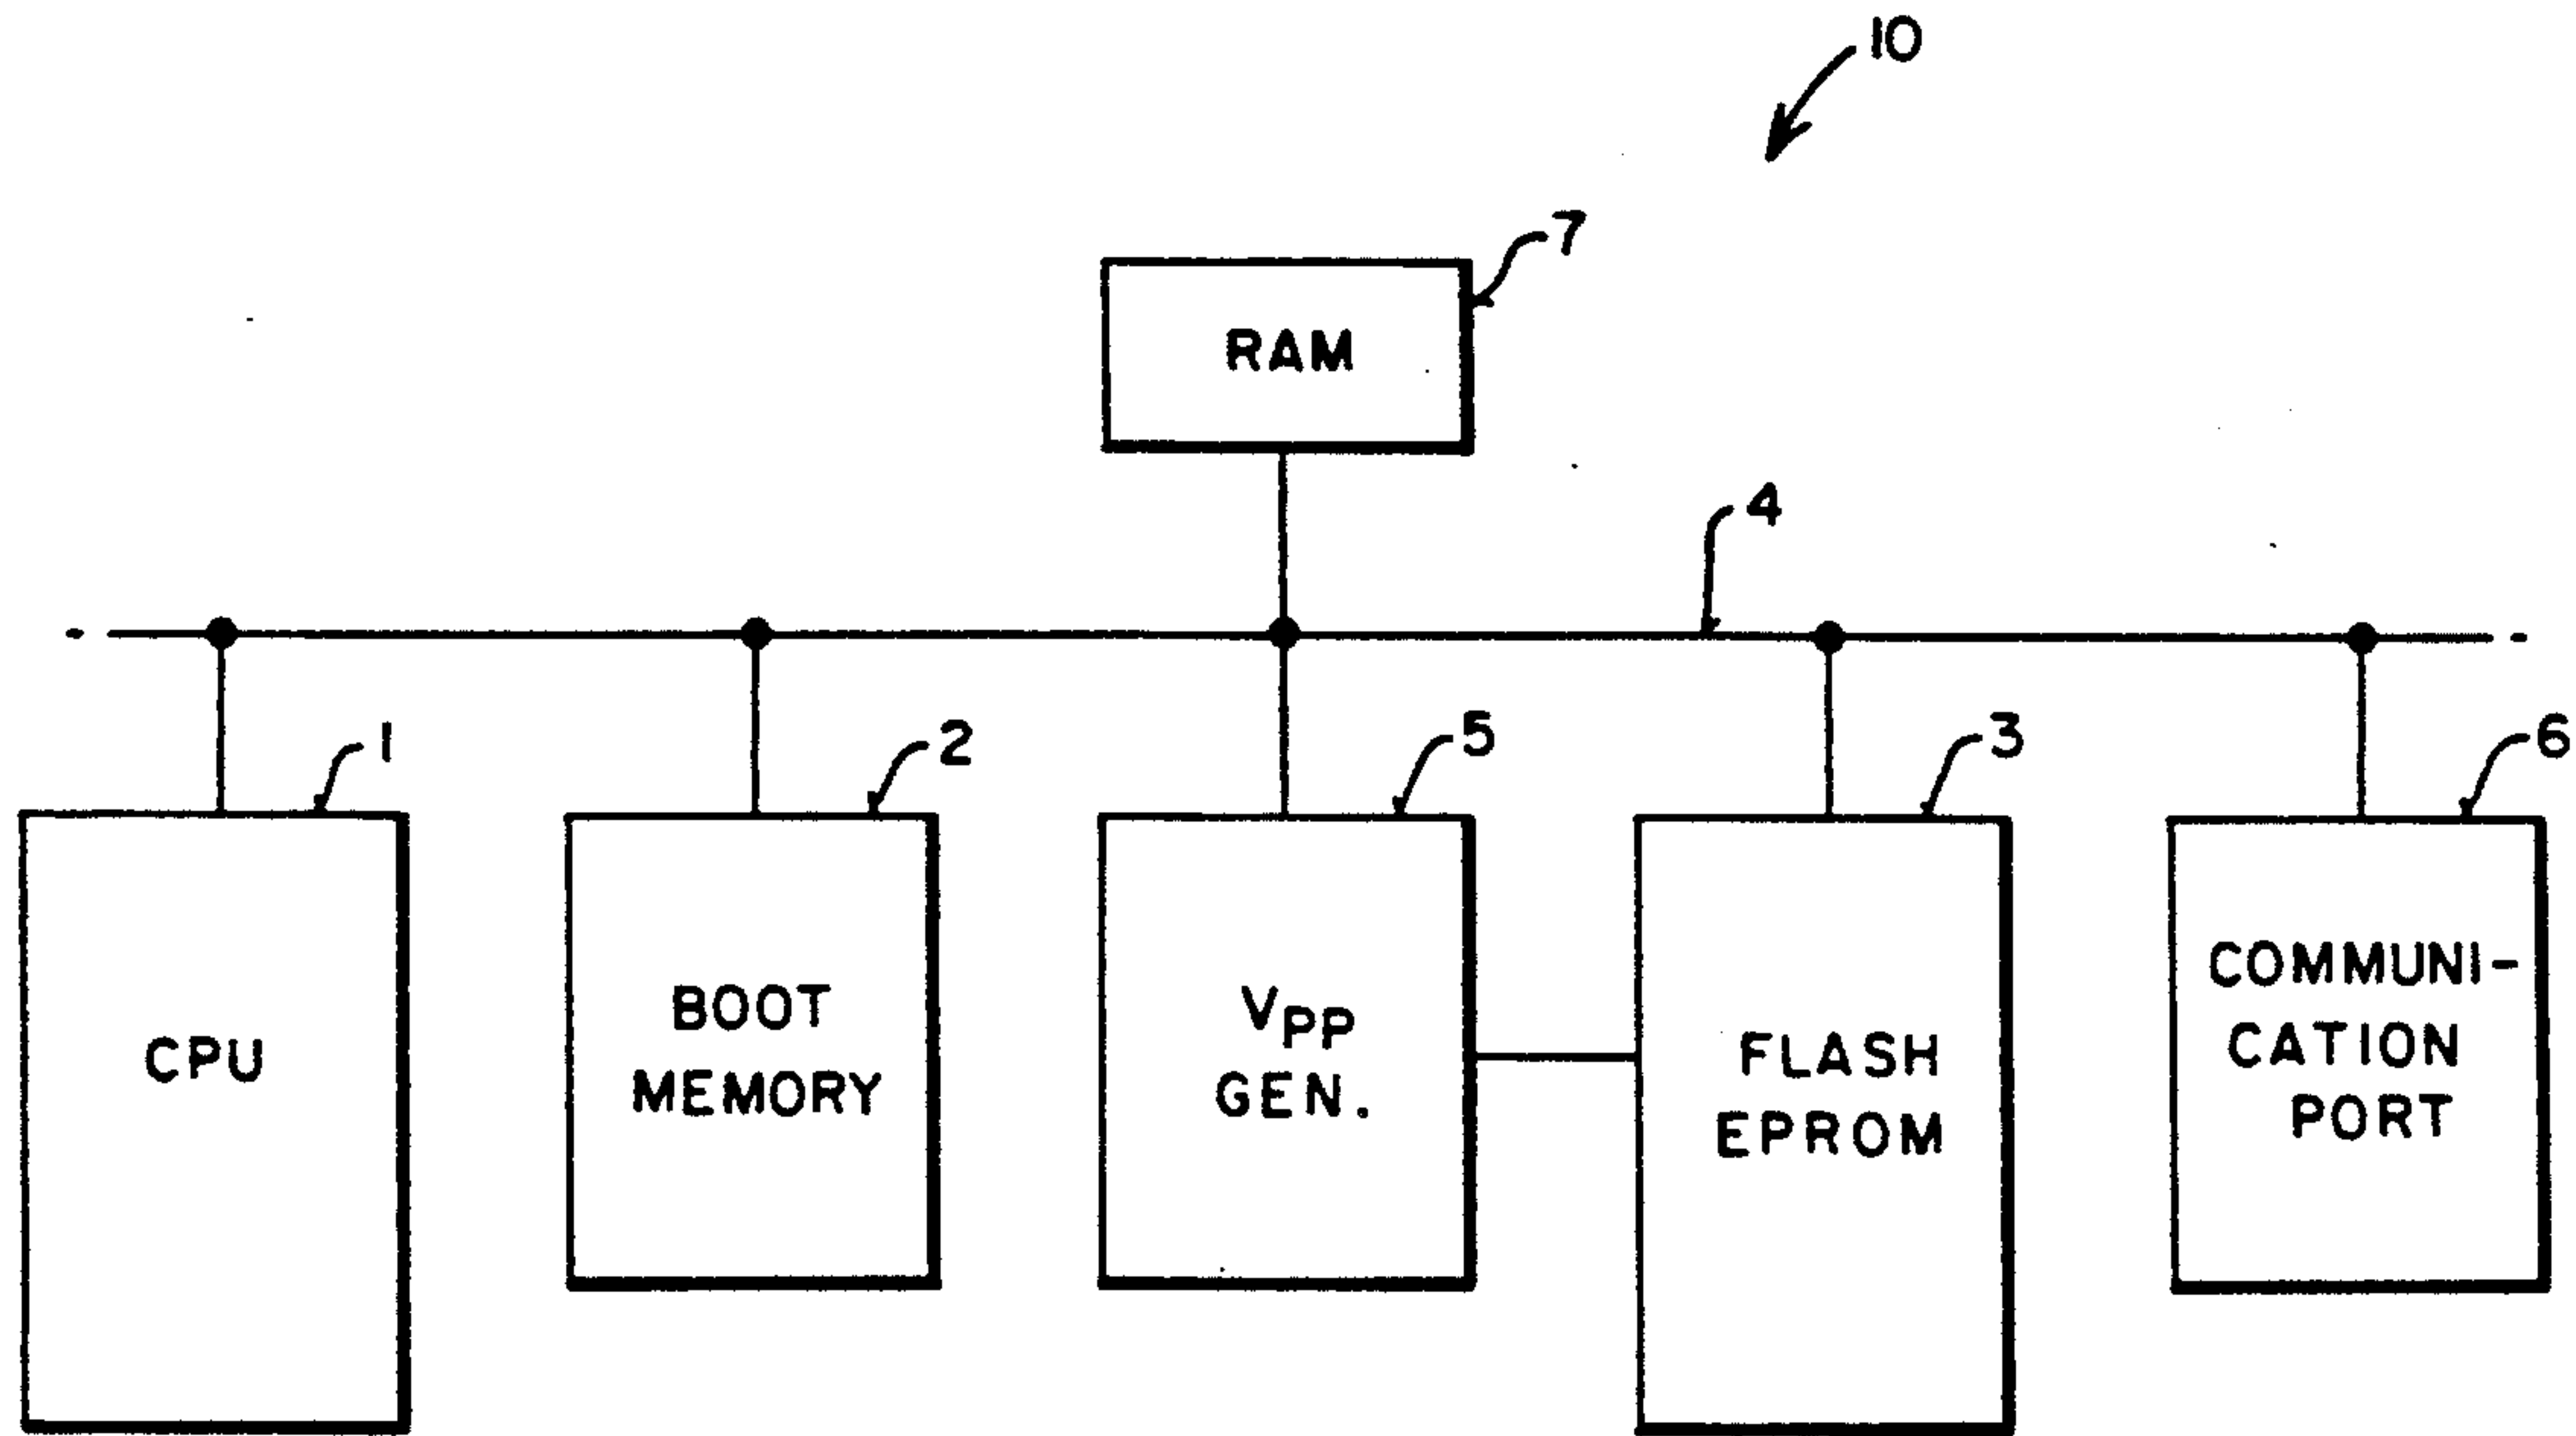 10
7
RAM
4
1
2
5
3
6
CPU
BOOT
MEMORY
VPP
GEN.
FLASH
EPROM
COMMUNI-
CATION
PORT